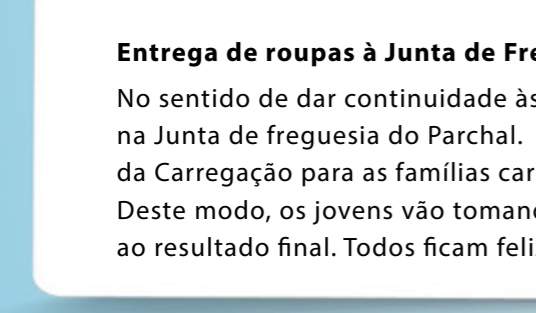 Entrega de roupas à Junta de Fre
No sentido de dar continuidade às
na Junta de freguesia do Parchal.
da Carregação para as famílias car
Deste modo, os jovens vão tomand
ao resultado final. Todos ficam feli